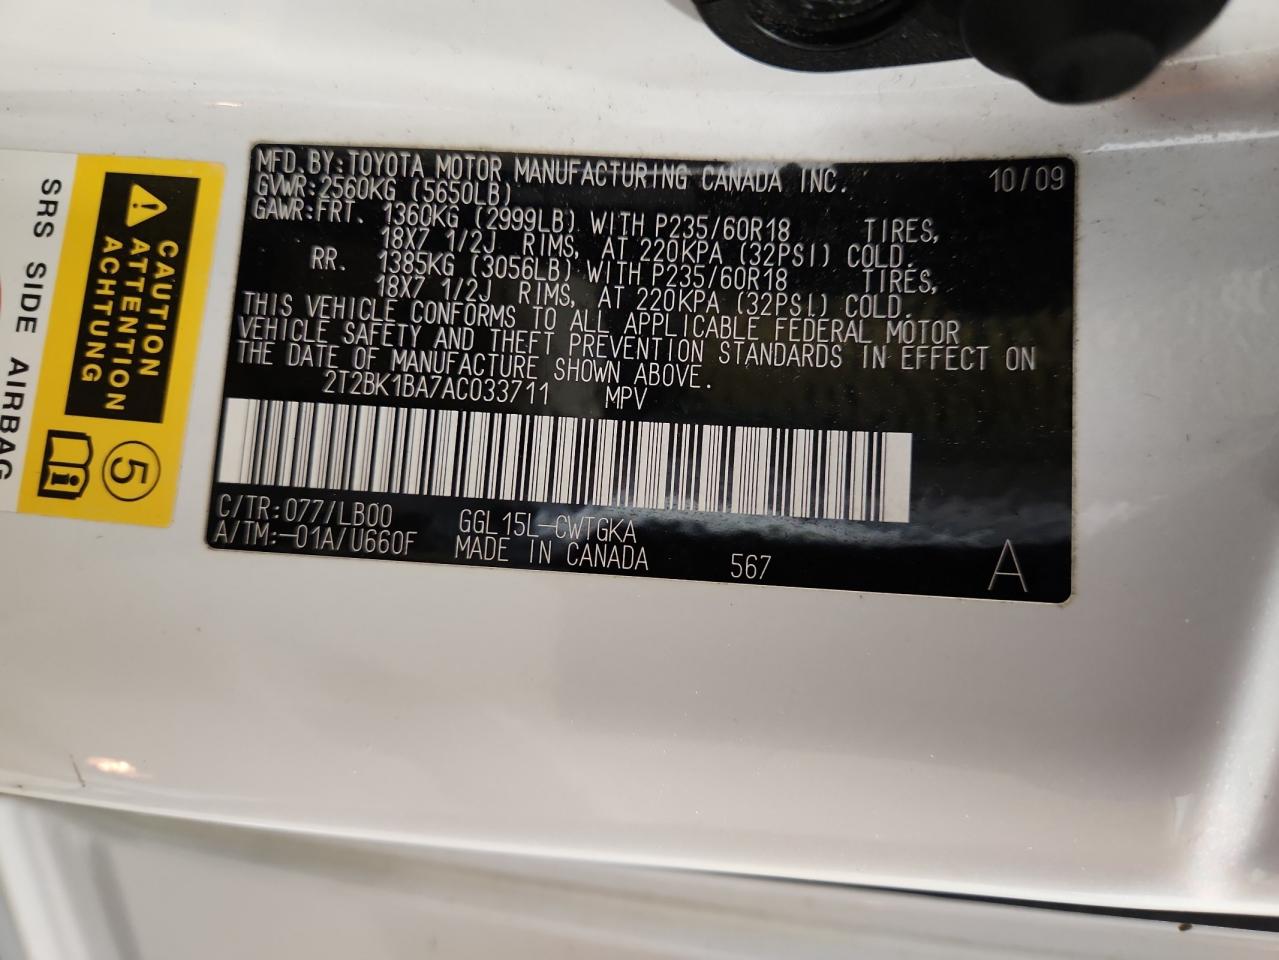 MFD. BY: TOYOTA MOTOR MANUFACTURING CANADA INC. 10/09
GVWR: 2560KG (5650LB)
GAWR: FRT. 1360KG (2999LB) WITH P235/60R18 TIRES,
18X7 1/2J RIMS, AT 220KPA (32PSI) COLD.
RR. 1385KG (3056LB) WITH P235/60R18 TIRES,
18X7 1/2J RIMS, AT 220KPA (32PSI) COLD.
THIS VEHICLE CONFORMS TO ALL APPLICABLE FEDERAL MOTOR
VEHICLE SAFETY AND THEFT PREVENTION STANDARDS IN EFFECT ON
THE DATE OF MANUFACTURE SHOWN ABOVE.
2T2BK1BA7AC033711 MPV
C/TR: 077/LB00 GGL15L-CWTGKA
A/TM:-01A/U660F MADE IN CANADA 567 A
CAUTION
ATTENTION
ACHTUNG
5
SRS SIDE AIRBAG